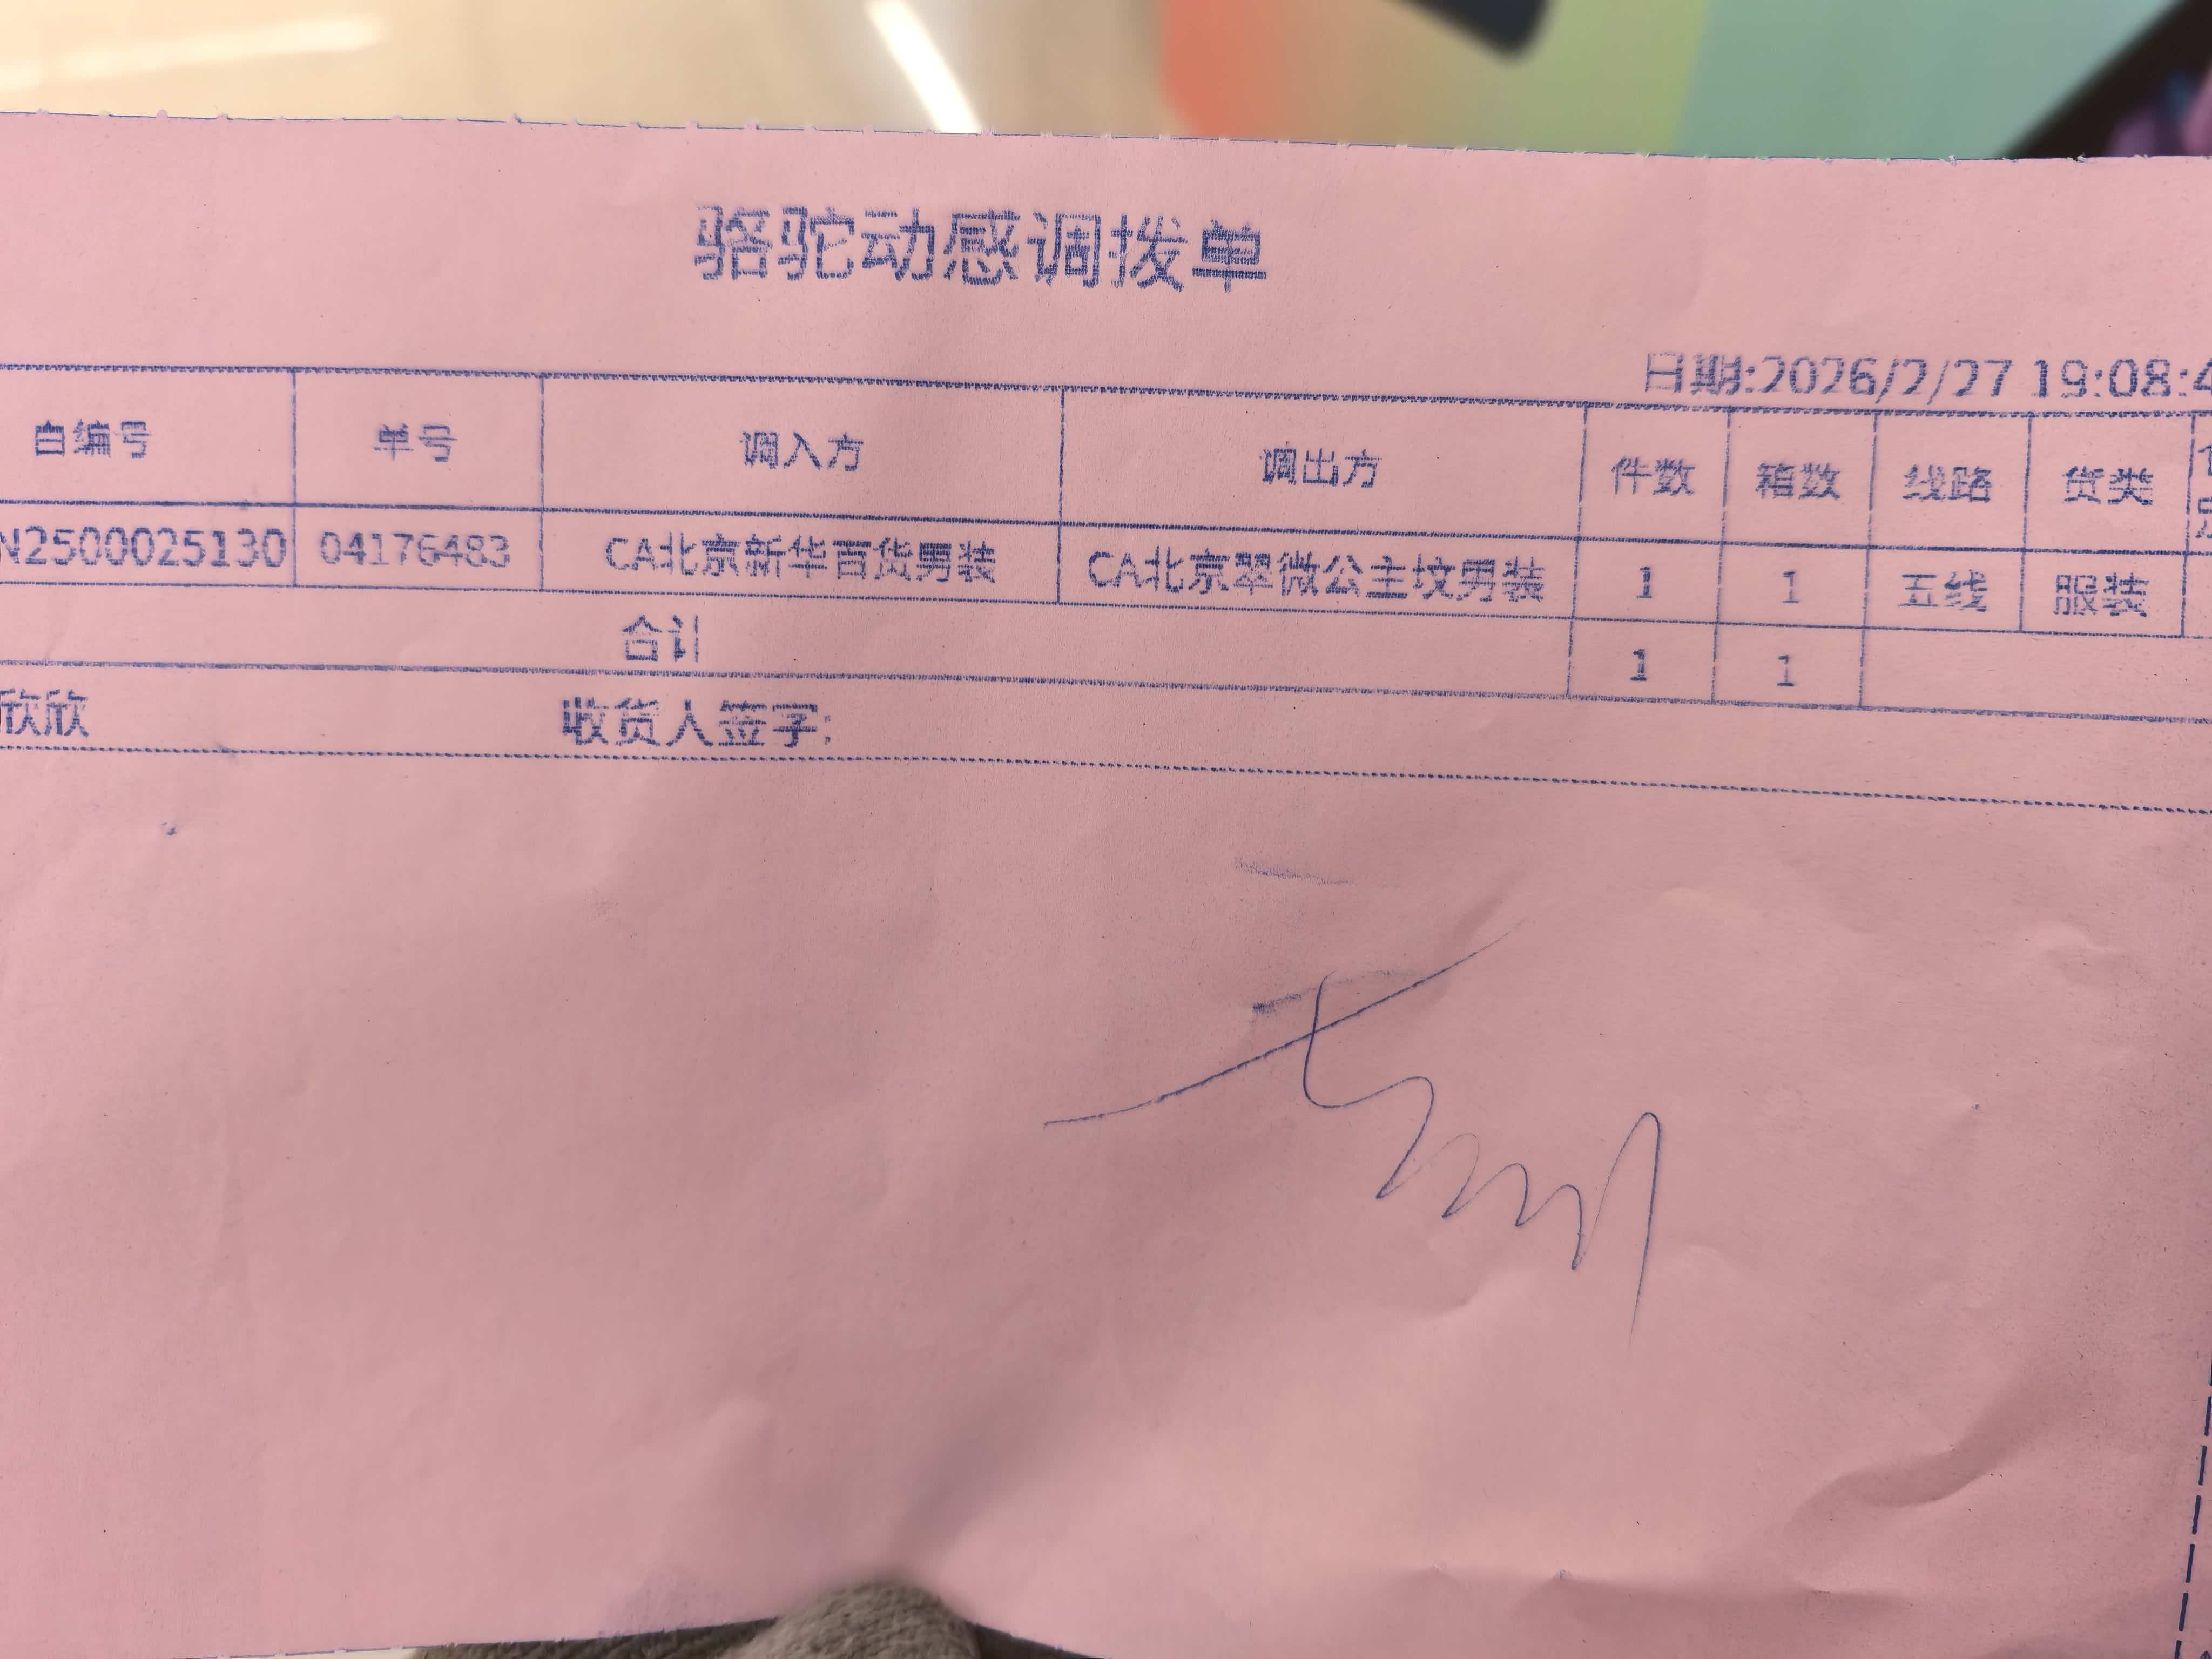 骆驼动感调拨单
日期:2026/2/27 19:08:4
自编号 单号 调入方 调出方 件数 箱数 线路 货类
N2500025130 04176483 CA北京新华百货男装 CA北京翠微公主坟男装 1 1 五线 服装
合计 1 1
欣欣 收货人签字: